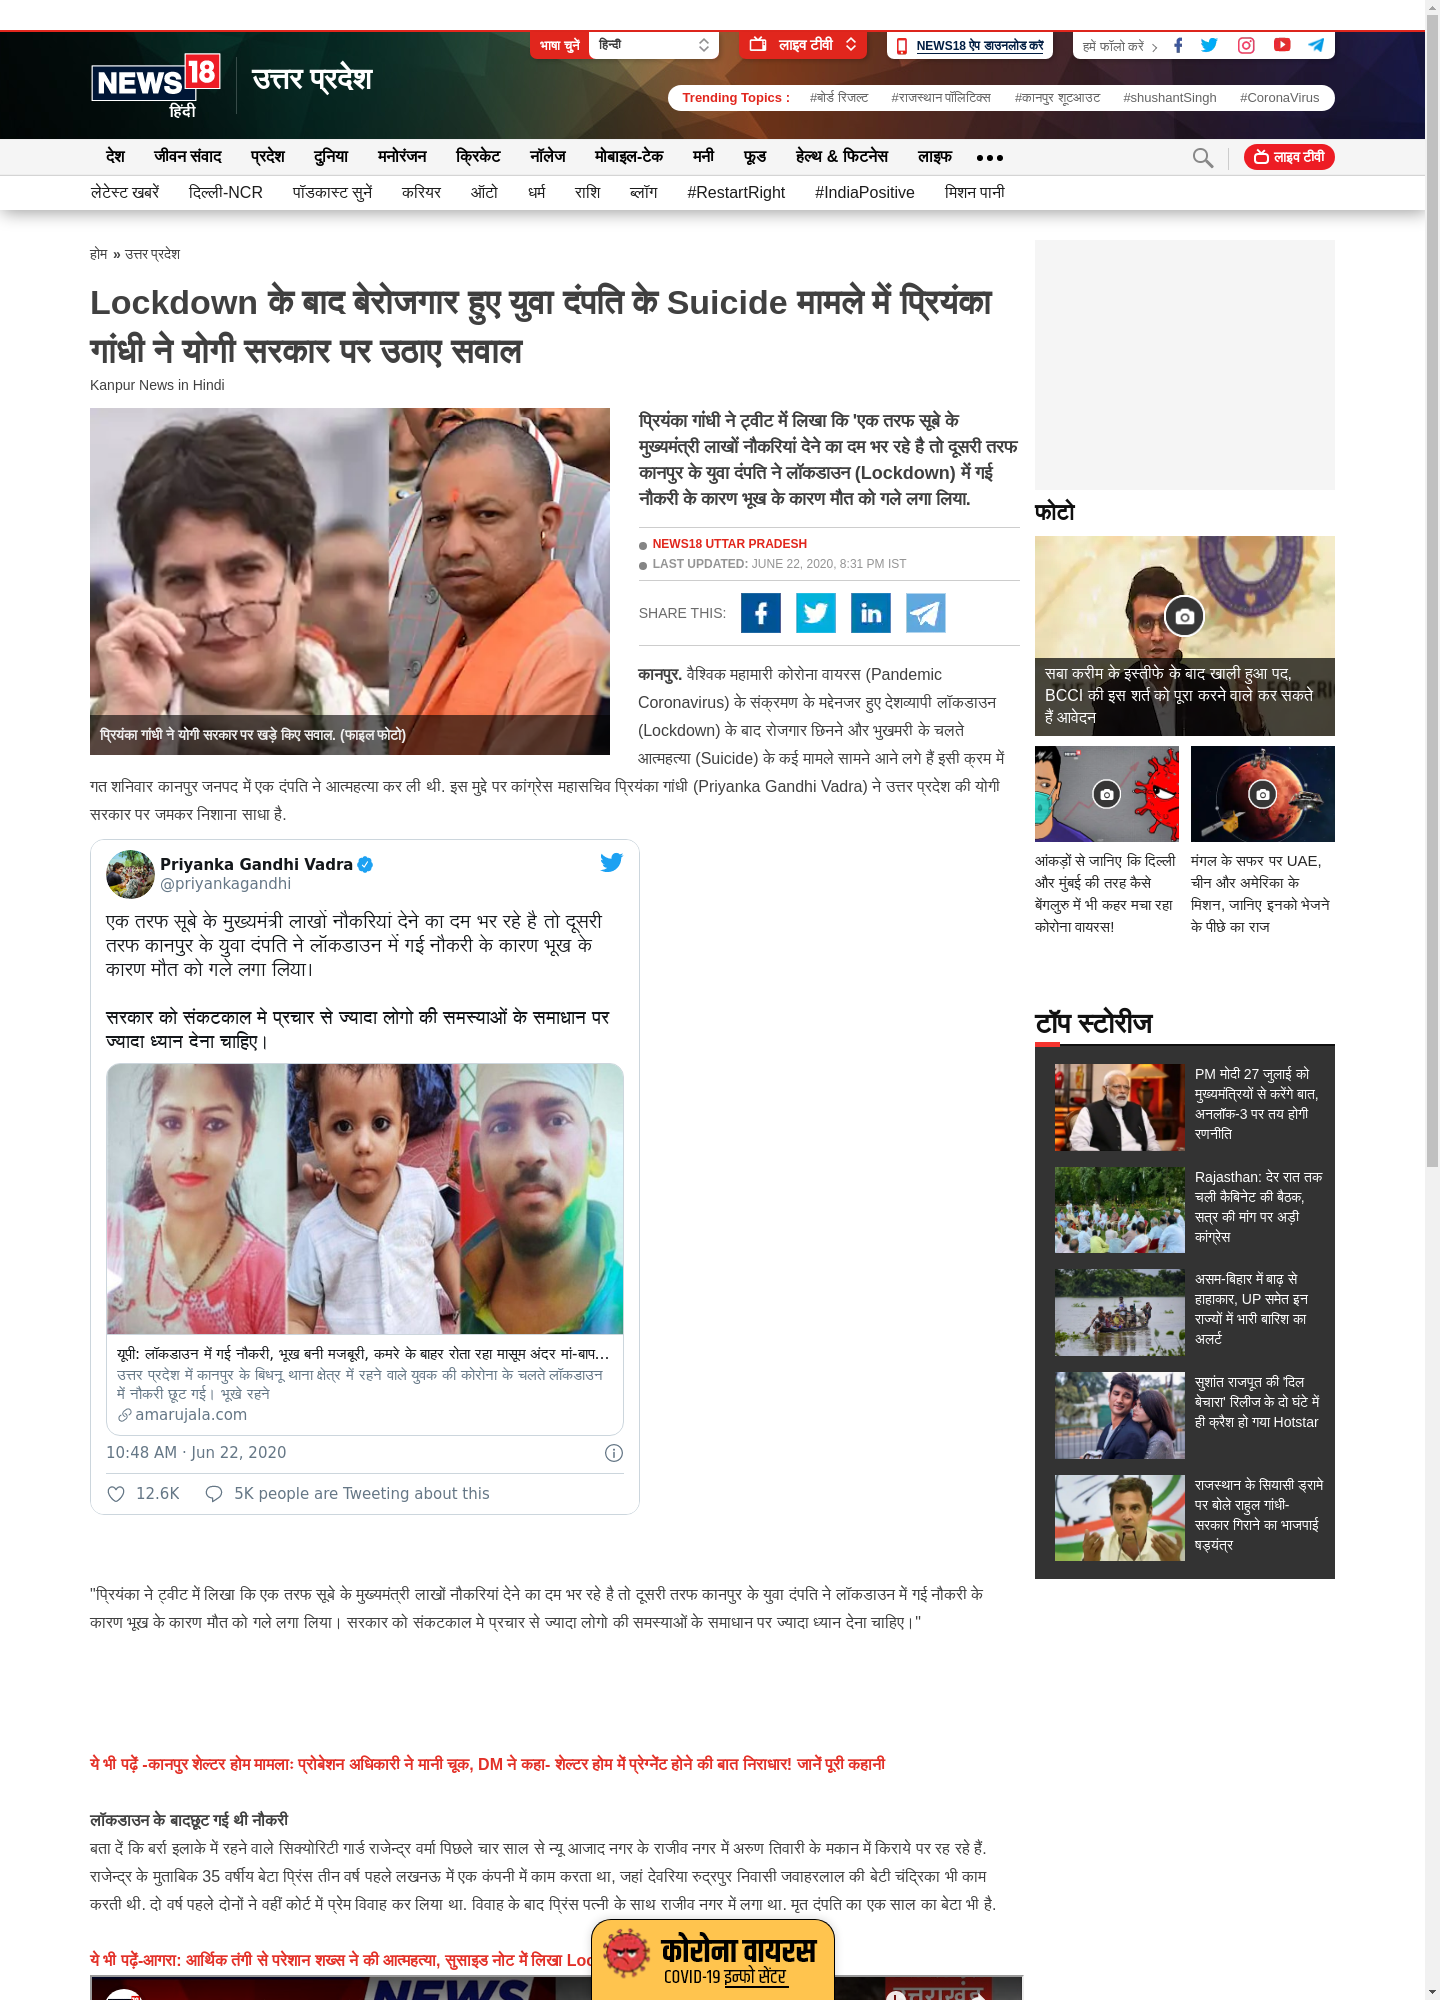 भाषा चुनें
हिन्दी
लाइव टीवी
NEWS18 ऐप डाउनलोड करें
हमें फॉलो करें
NEWS 18
हिंदी
उत्तर प्रदेश
Trending Topics : #बोर्ड रिजल्ट #राजस्थान पॉलिटिक्स #कानपुर शूटआउट #shushantSingh #CoronaVirus
देश जीवन संवाद प्रदेश दुनिया मनोरंजन क्रिकेट नॉलेज मोबाइल-टेक मनी फूड हेल्थ & फिटनेस लाइफ
लाइव टीवी
लेटेस्ट खबरें दिल्ली-NCR पॉडकास्ट सुनें करियर ऑटो धर्म राशि ब्लॉग #RestartRight #IndiaPositive मिशन पानी
होम » उत्तर प्रदेश
Lockdown के बाद बेरोजगार हुए युवा दंपति के Suicide मामले में प्रियंका
गांधी ने योगी सरकार पर उठाए सवाल
Kanpur News in Hindi
प्रियंका गांधी ने योगी सरकार पर खड़े किए सवाल. (फाइल फोटो)
प्रियंका गांधी ने ट्वीट में लिखा कि 'एक तरफ सूबे के
मुख्यमंत्री लाखों नौकरियां देने का दम भर रहे है तो दूसरी तरफ
कानपुर के युवा दंपति ने लॉकडाउन (Lockdown) में गई
नौकरी के कारण भूख के कारण मौत को गले लगा लिया.
NEWS18 UTTAR PRADESH
LAST UPDATED: JUNE 22, 2020, 8:31 PM IST
SHARE THIS:
कानपुर. वैश्विक महामारी कोरोना वायरस (Pandemic
Coronavirus) के संक्रमण के मद्देनजर हुए देशव्यापी लॉकडाउन
(Lockdown) के बाद रोजगार छिनने और भुखमरी के चलते
आत्महत्या (Suicide) के कई मामले सामने आने लगे हैं इसी क्रम में
गत शनिवार कानपुर जनपद में एक दंपति ने आत्महत्या कर ली थी. इस मुद्दे पर कांग्रेस महासचिव प्रियंका गांधी (Priyanka Gandhi Vadra) ने उत्तर प्रदेश की योगी
सरकार पर जमकर निशाना साधा है.
Priyanka Gandhi Vadra
@priyankagandhi
एक तरफ सूबे के मुख्यमंत्री लाखों नौकरियां देने का दम भर रहे है तो दूसरी
तरफ कानपुर के युवा दंपति ने लॉकडाउन में गई नौकरी के कारण भूख के
कारण मौत को गले लगा लिया।
सरकार को संकटकाल मे प्रचार से ज्यादा लोगो की समस्याओं के समाधान पर
ज्यादा ध्यान देना चाहिए।
यूपी: लॉकडाउन में गई नौकरी, भूख बनी मजबूरी, कमरे के बाहर रोता रहा मासूम अंदर मां-बाप...
उत्तर प्रदेश में कानपुर के बिधनू थाना क्षेत्र में रहने वाले युवक की कोरोना के चलते लॉकडाउन
में नौकरी छूट गई। भूखे रहने
amarujala.com
10:48 AM · Jun 22, 2020
12.6K 5K people are Tweeting about this
"प्रियंका ने ट्वीट में लिखा कि एक तरफ सूबे के मुख्यमंत्री लाखों नौकरियां देने का दम भर रहे है तो दूसरी तरफ कानपुर के युवा दंपति ने लॉकडाउन में गई नौकरी के
कारण भूख के कारण मौत को गले लगा लिया। सरकार को संकटकाल मे प्रचार से ज्यादा लोगो की समस्याओं के समाधान पर ज्यादा ध्यान देना चाहिए।"
ये भी पढ़ें -कानपुर शेल्टर होम मामलाः प्रोबेशन अधिकारी ने मानी चूक, DM ने कहा- शेल्टर होम में प्रेग्नेंट होने की बात निराधार! जानें पूरी कहानी
लॉकडाउन के बादछूट गई थी नौकरी
बता दें कि बर्रा इलाके में रहने वाले सिक्योरिटी गार्ड राजेन्द्र वर्मा पिछले चार साल से न्यू आजाद नगर के राजीव नगर में अरुण तिवारी के मकान में किराये पर रह रहे हैं.
राजेन्द्र के मुताबिक 35 वर्षीय बेटा प्रिंस तीन वर्ष पहले लखनऊ में एक कंपनी में काम करता था, जहां देवरिया रुद्रपुर निवासी जवाहरलाल की बेटी चंद्रिका भी काम
करती थी. दो वर्ष पहले दोनों ने वहीं कोर्ट में प्रेम विवाह कर लिया था. विवाह के बाद प्रिंस पत्नी के साथ राजीव नगर में लगा था. मृत दंपति का एक साल का बेटा भी है.
ये भी पढ़ें-आगरा: आर्थिक तंगी से परेशान शख्स ने की आत्महत्या, सुसाइड नोट में लिखा
कोरोना वायरस
COVID-19 इन्फो सेंटर
NEWS
उत्तराखंड
फोटो
सबा करीम के इस्तीफे के बाद खाली हुआ पद,
BCCI की इस शर्त को पूरा करने वाले कर सकते
हैं आवेदन
आंकड़ों से जानिए कि दिल्ली
और मुंबई की तरह कैसे
बेंगलुरु में भी कहर मचा रहा
कोरोना वायरस!
मंगल के सफर पर UAE,
चीन और अमेरिका के
मिशन, जानिए इनको भेजने
के पीछे का राज
टॉप स्टोरीज
PM मोदी 27 जुलाई को
मुख्यमंत्रियों से करेंगे बात,
अनलॉक-3 पर तय होगी
रणनीति
Rajasthan: देर रात तक
चली कैबिनेट की बैठक,
सत्र की मांग पर अड़ी
कांग्रेस
असम-बिहार में बाढ़ से
हाहाकार, UP समेत इन
राज्यों में भारी बारिश का
अलर्ट
सुशांत राजपूत की 'दिल
बेचारा' रिलीज के दो घंटे में
ही क्रैश हो गया Hotstar
राजस्थान के सियासी ड्रामे
पर बोले राहुल गांधी-
सरकार गिराने का भाजपाई
षड्यंत्र